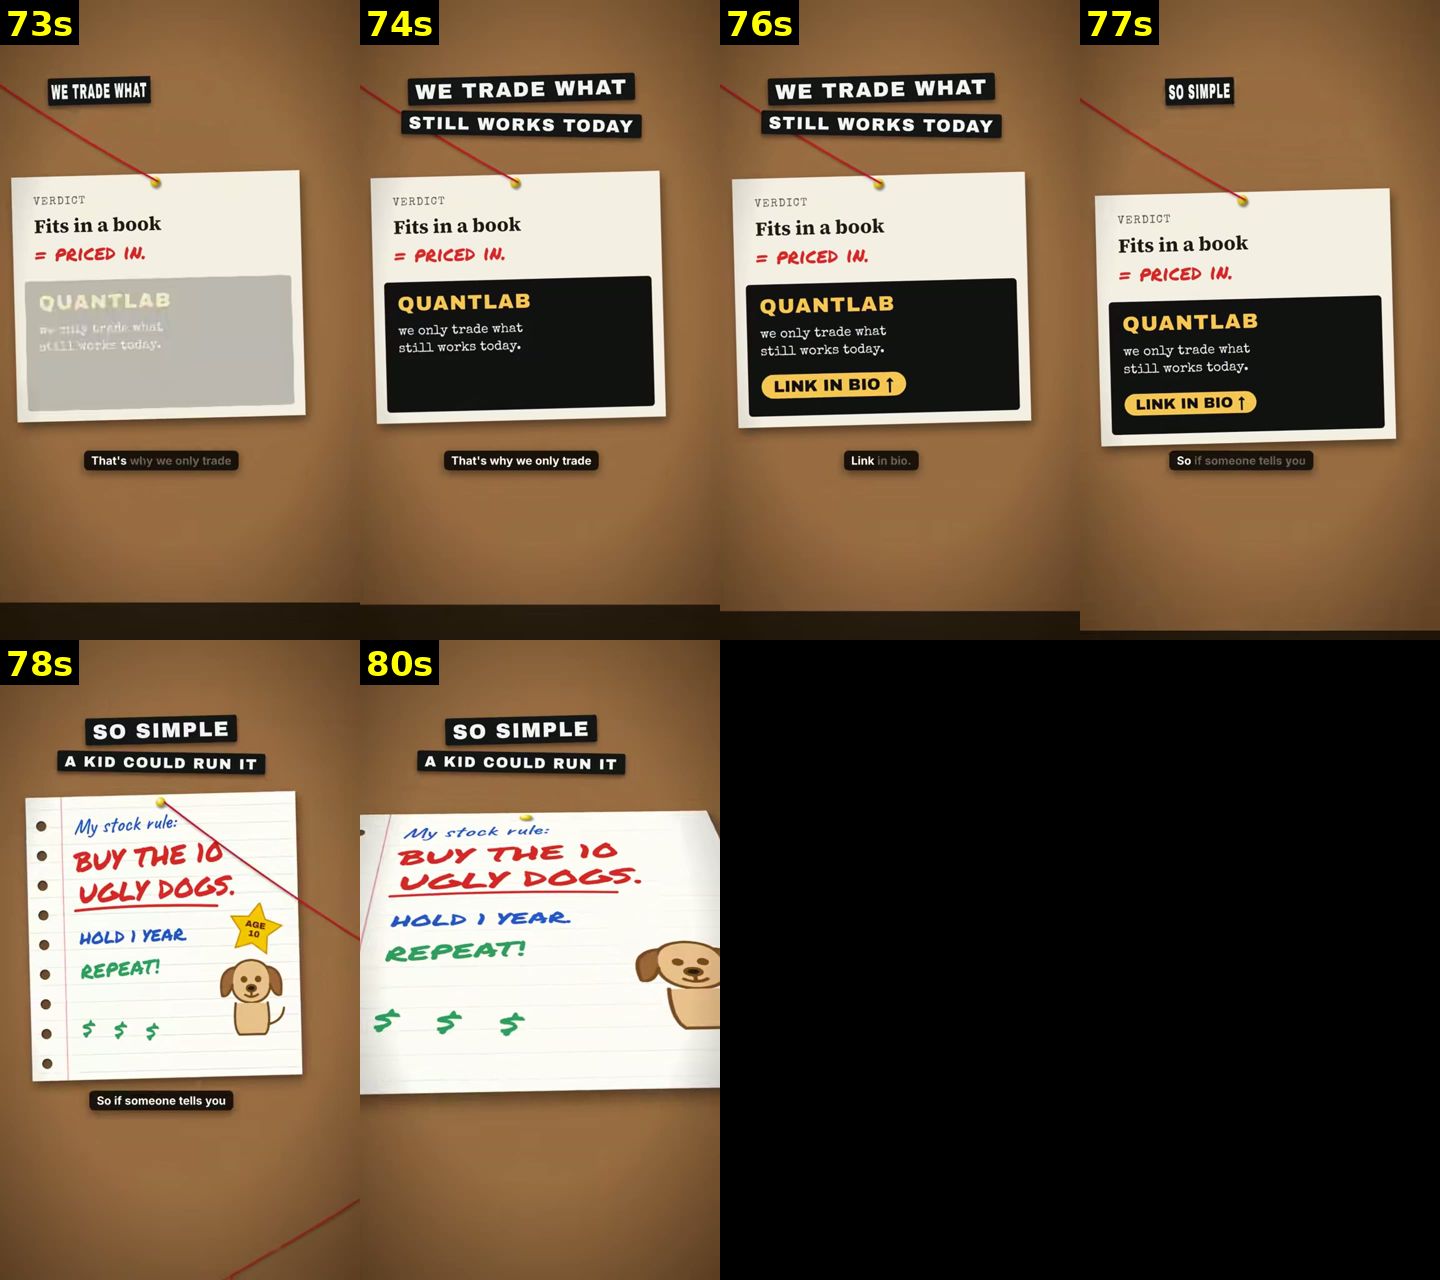 73s
WE TRADE WHAT
VERDICT
Fits in a book
= PRICED IN.
QUANTLAB
we only trade what
still works today.
That's why we only trade
74s
WE TRADE WHAT
STILL WORKS TODAY
VERDICT
Fits in a book
= PRICED IN.
QUANTLAB
we only trade what
still works today.
That's why we only trade
76s
WE TRADE WHAT
STILL WORKS TODAY
VERDICT
Fits in a book
= PRICED IN.
QUANTLAB
we only trade what
still works today.
LINK IN BIO ↑
Link in bio.
77s
SO SIMPLE
VERDICT
Fits in a book
= PRICED IN.
QUANTLAB
we only trade what
still works today.
LINK IN BIO ↑
So if someone tells you
78s
SO SIMPLE
A KID COULD RUN IT
My stock rule:
BUY THE 10
UGLY DOGS.
AGE
10
HOLD 1 YEAR
REPEAT!
$ $ $
So if someone tells you
80s
SO SIMPLE
A KID COULD RUN IT
My stock rule:
BUY THE 10
UGLY DOGS.
HOLD 1 YEAR
REPEAT!
$ $ $